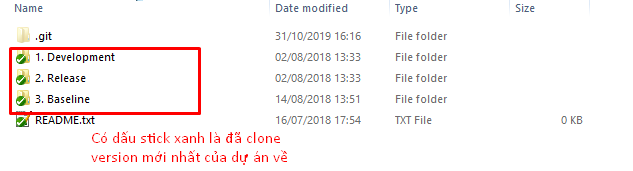 Name Date modified Type Size
.git 31/10/2019 16:16 File folder
1. Development 02/08/2018 13:33 File folder
2. Release 02/08/2018 13:33 File folder
3. Baseline 14/08/2018 13:51 File folder
README.txt 16/07/2018 17:54 TXT File 0 KB
Có dấu stick xanh là đã clone
version mới nhất của dự án về